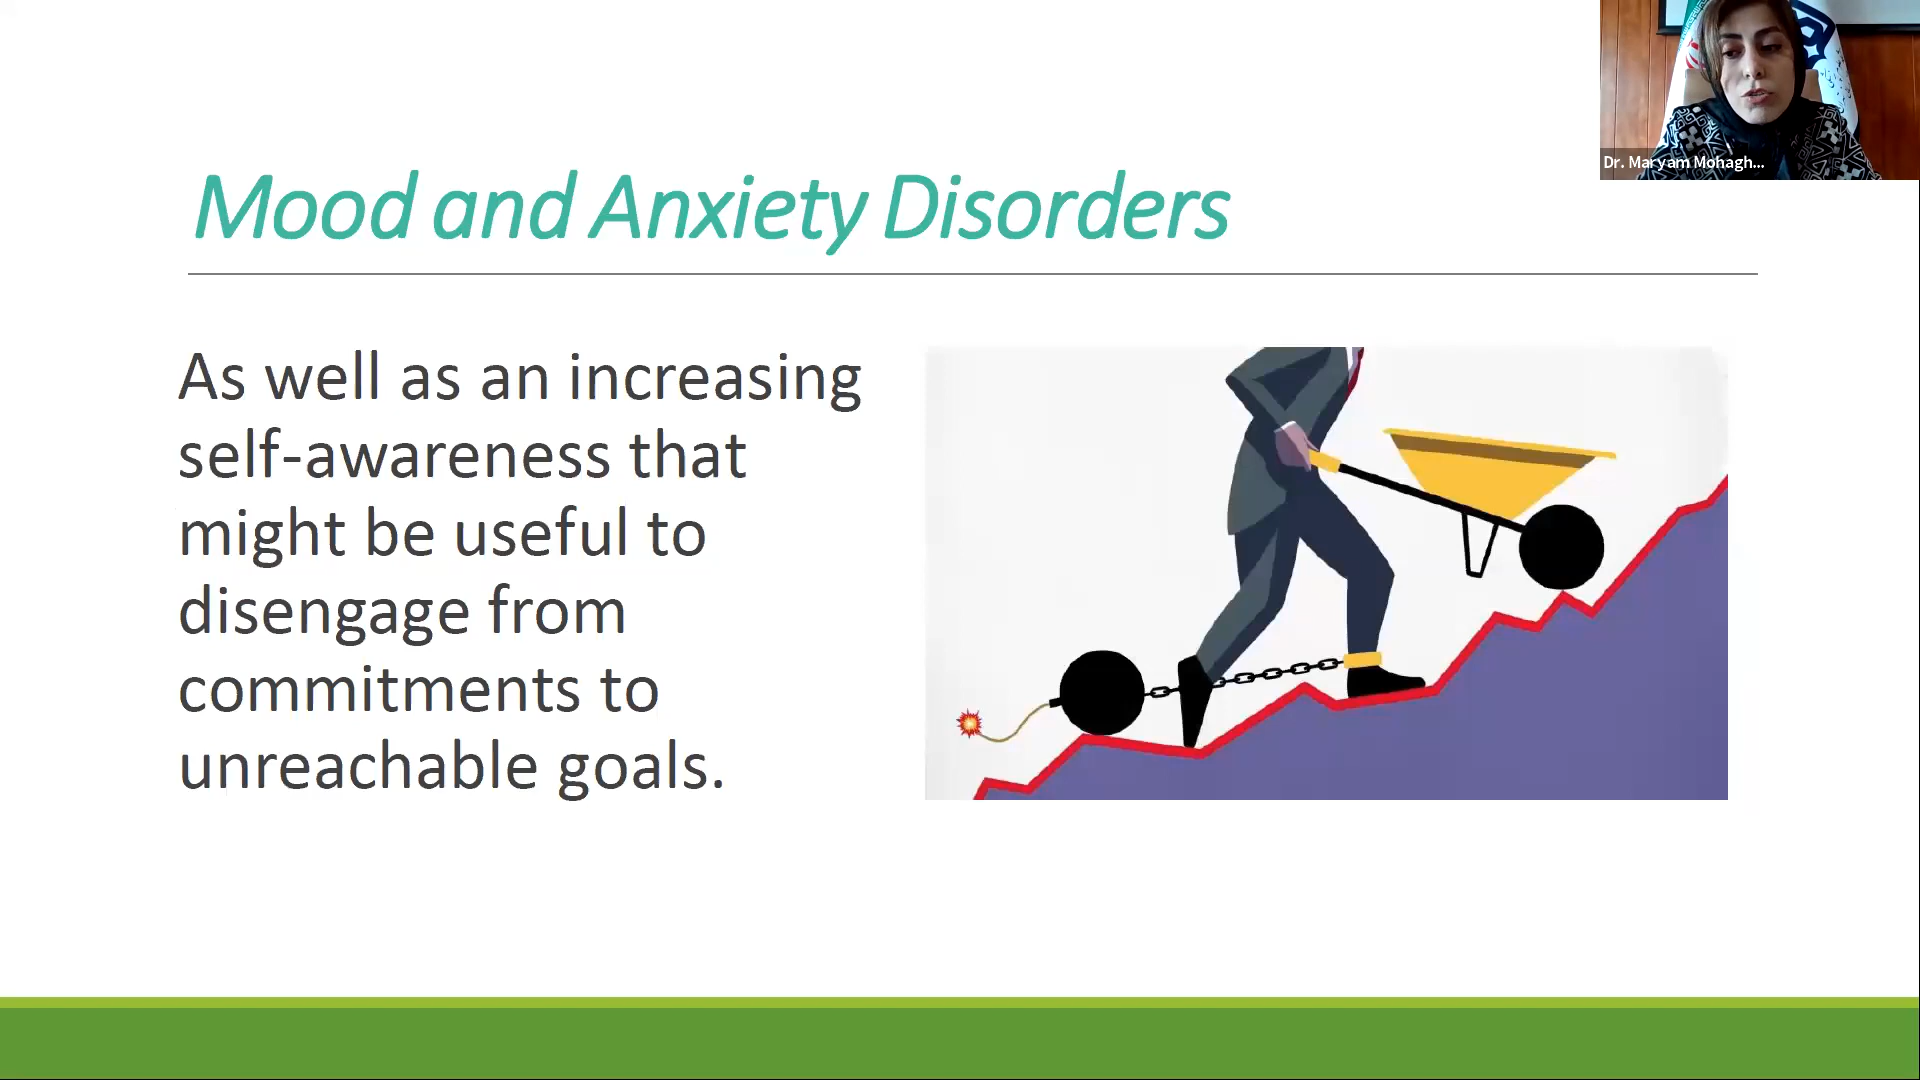 Dr. Maryam Mohagh...
Mood and Anxiety Disorders
As well as an increasing
self-awareness that
might be useful to
disengage from
commitments to
unreachable goals.